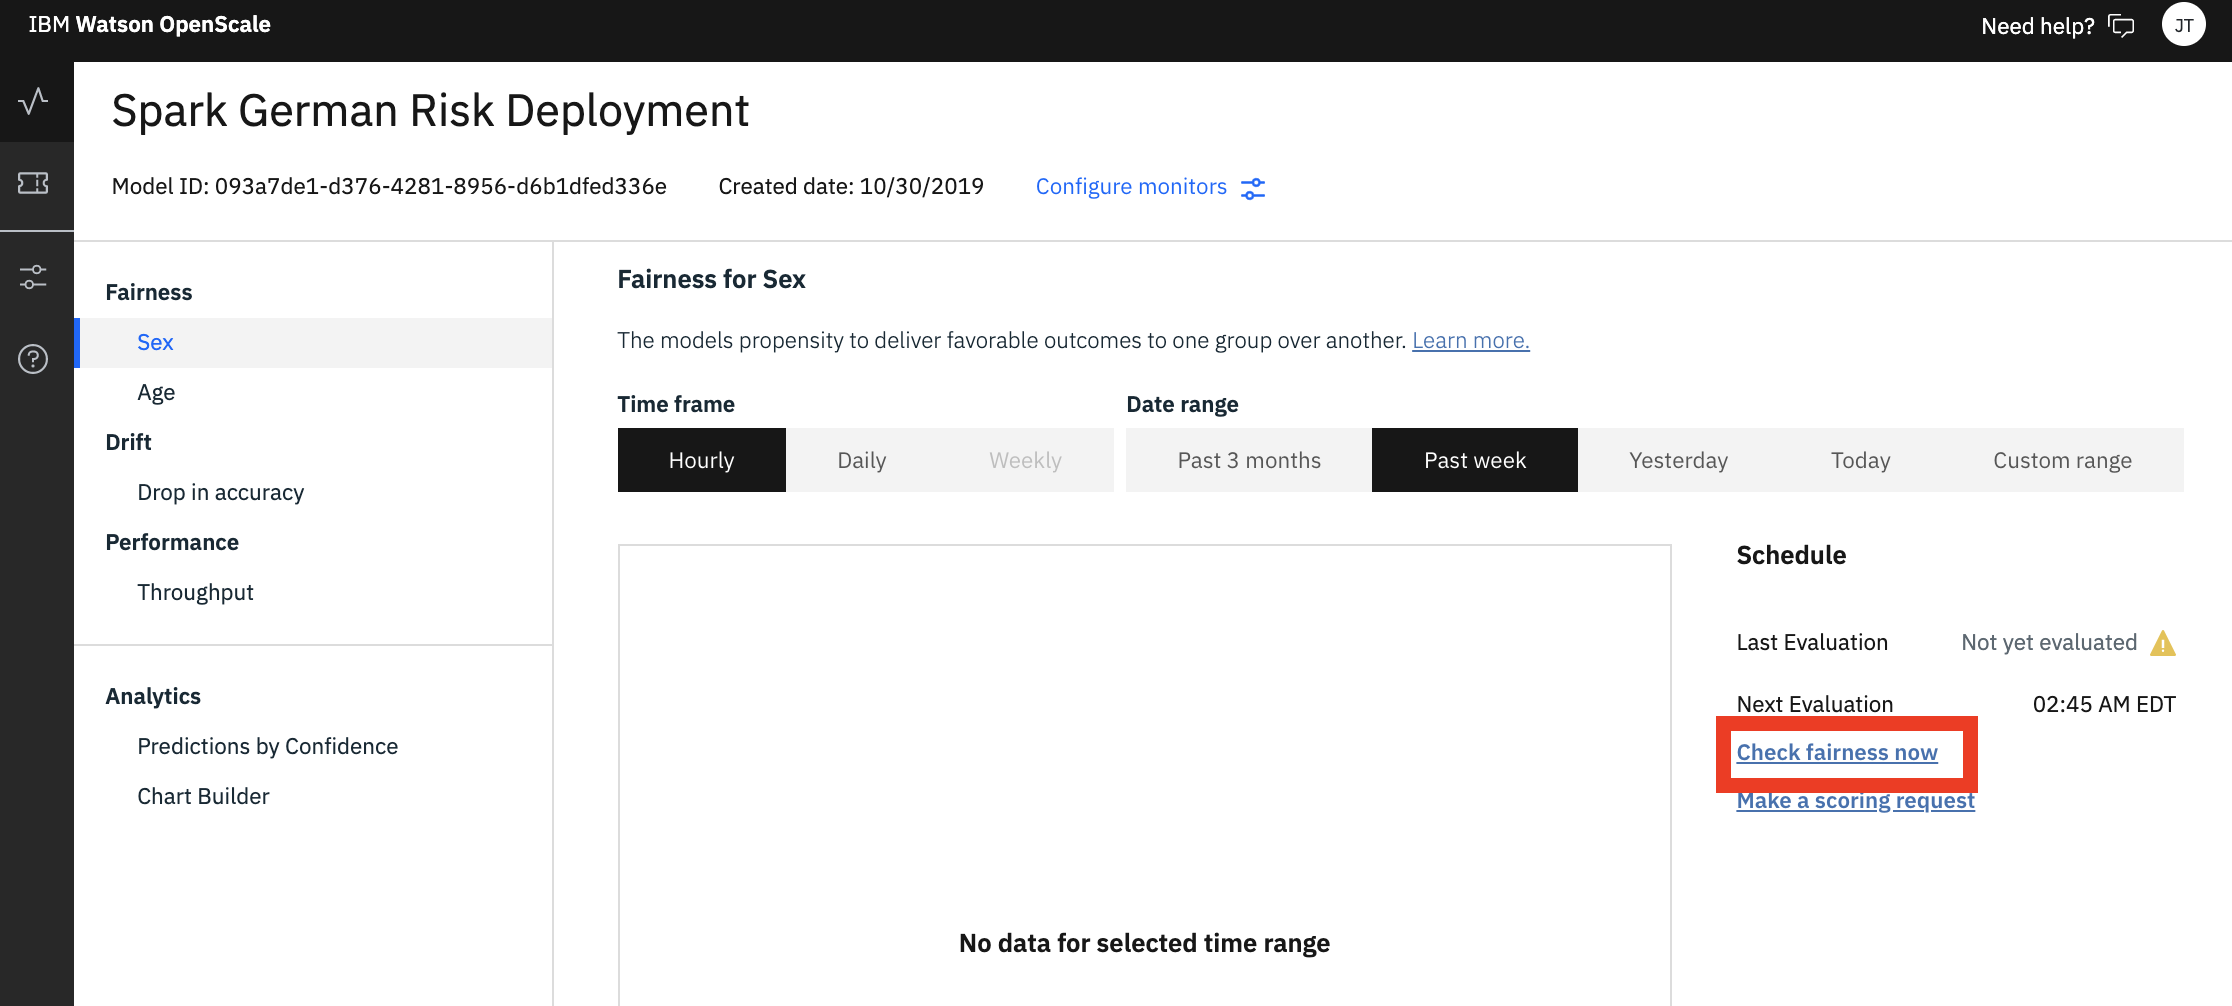 IBM Watson OpenScale
Need help?
JT
Spark German Risk Deployment
Model ID: 093a7de1-d376-4281-8956-d6b1dfed336e
Created date: 10/30/2019
Configure monitors
Fairness
Sex
Age
Drift
Drop in accuracy
Performance
Throughput
Analytics
Predictions by Confidence
Chart Builder
Fairness for Sex
The models propensity to deliver favorable outcomes to one group over another. Learn more.
Time frame
Hourly
Daily
Weekly
Date range
Past 3 months
Past week
Yesterday
Today
Custom range
No data for selected time range
Schedule
Last Evaluation
Not yet evaluated
Next Evaluation
02:45 AM EDT
Check fairness now
Make a scoring request